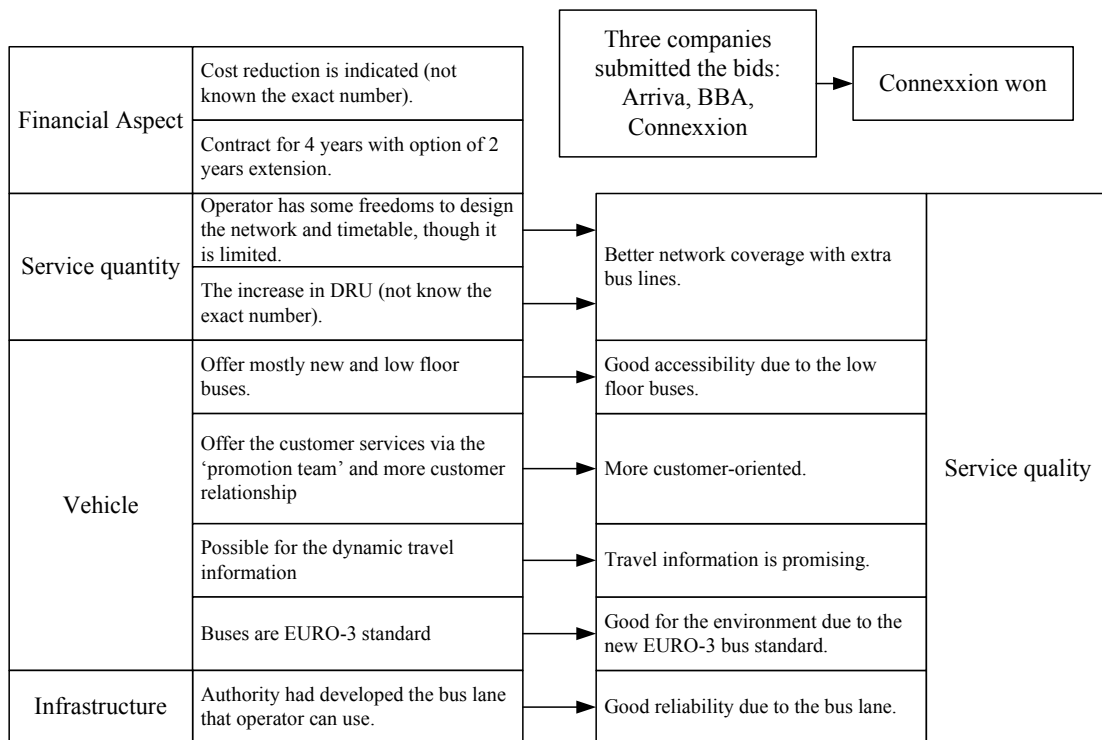 Three companies
submitted the bids:
Arriva, BBA,
Connexxion
Connexxion won
Financial Aspect
Cost reduction is indicated (not
known the exact number).
Contract for 4 years with option of 2
years extension.
Service quantity
Operator has some freedoms to design
the network and timetable, though it
is limited.
The increase in DRU (not know the
exact number).
Better network coverage with extra
bus lines.
Vehicle
Offer mostly new and low floor
buses.
Good accessibility due to the low
floor buses.
Offer the customer services via the
‘promotion team’ and more customer
relationship
More customer-oriented.
Possible for the dynamic travel
information
Travel information is promising.
Buses are EURO-3 standard
Good for the environment due to the
new EURO-3 bus standard.
Infrastructure
Authority had developed the bus lane
that operator can use.
Good reliability due to the bus lane.
Service quality